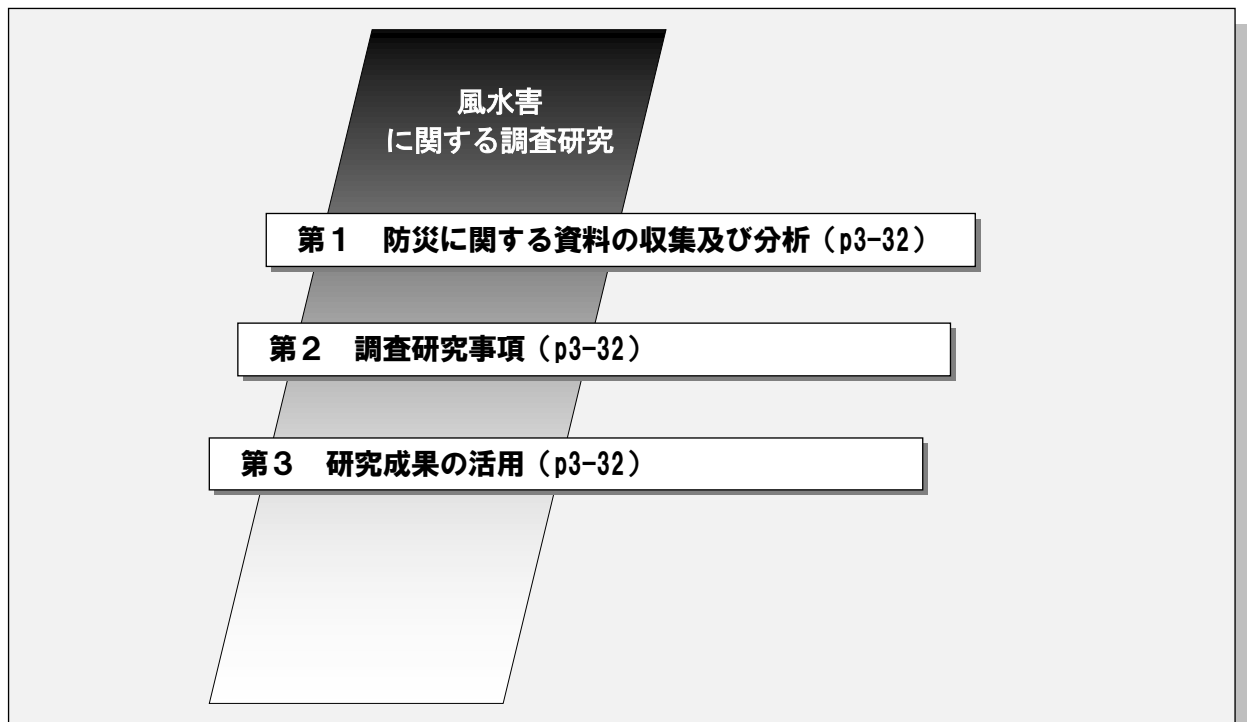 風水害
に関する調査研究
第１　防災に関する資料の収集及び分析（p3-32）
第２　調査研究事項（p3-32）
第３　研究成果の活用（p3-32）